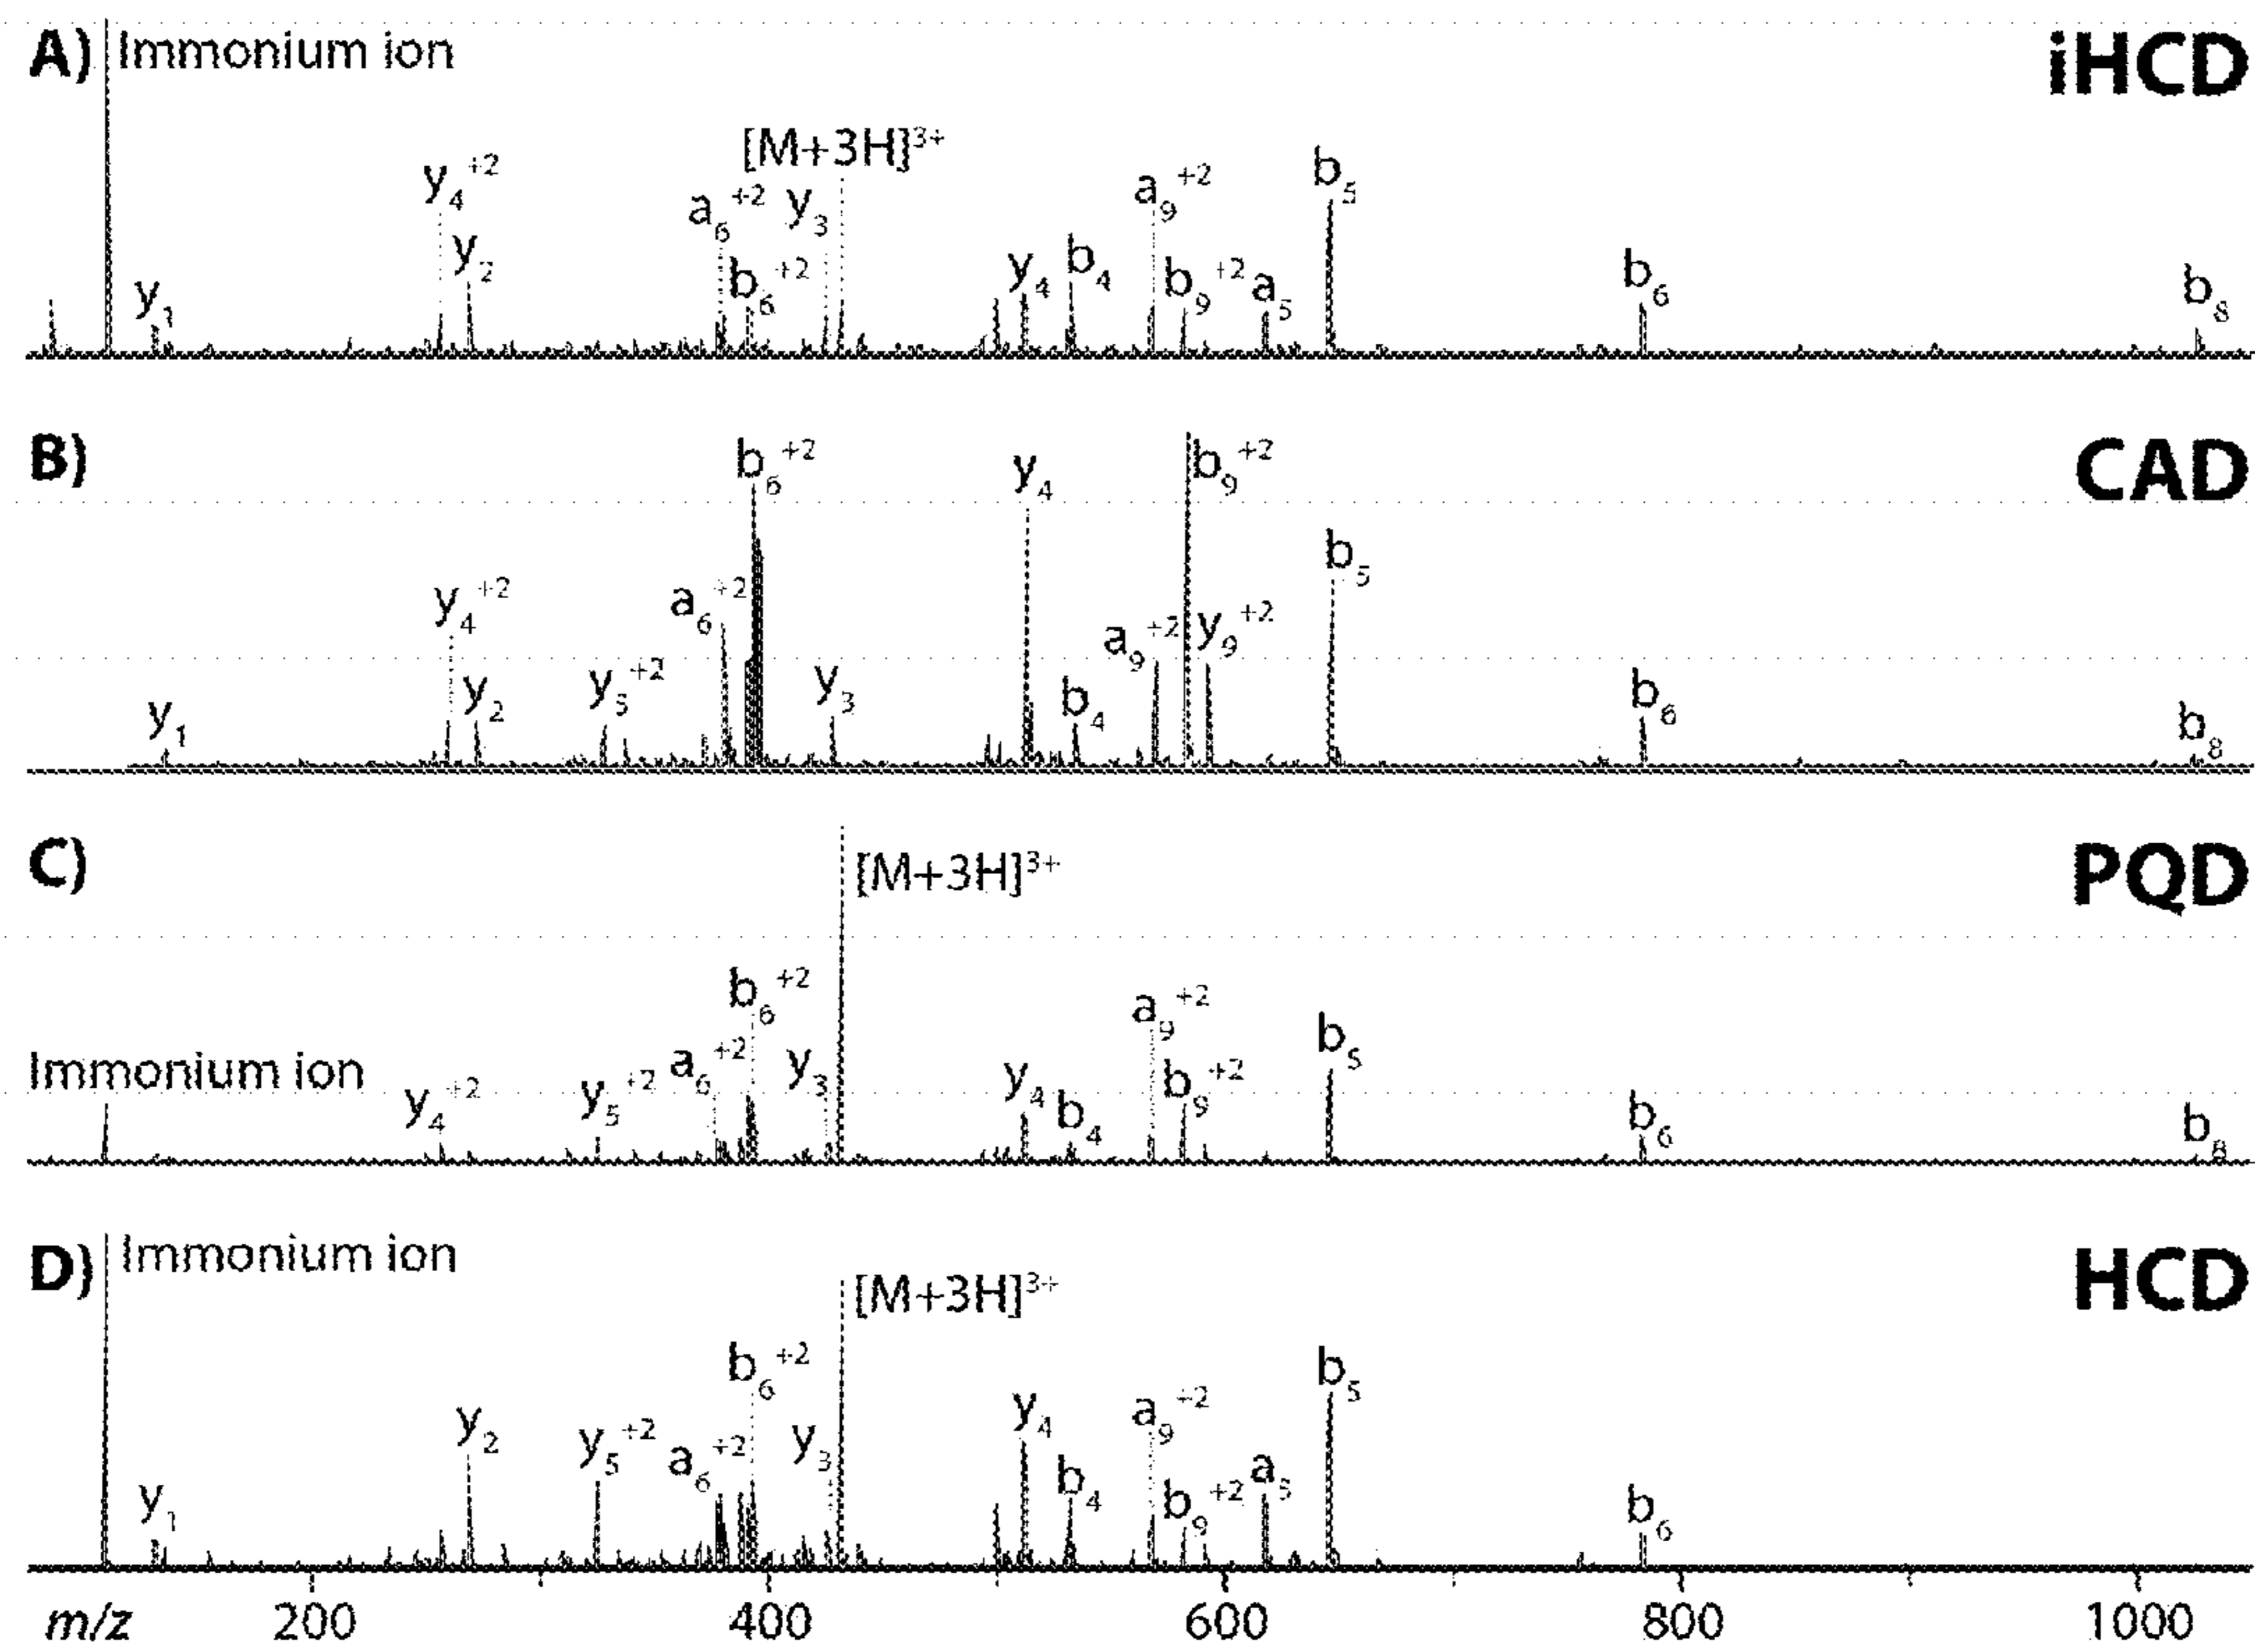 A) Immonium ion iHCD
[M+3H]³⁺
y₄⁺² a₆⁺² y₃ a₉⁺² b₅
y₂ b₆⁺² y₄ b₄ b₉⁺² a₅ b₆ b₈
y₁
B) b₆⁺² y₄ b₉⁺² CAD
b₅
y₄⁺² a₆⁺² a₉⁺² y₉⁺²
y₁ y₂ y₅⁺² y₃ b₄ b₆ b₈
C) [M+3H]³⁺ PQD
b₆⁺² a₉⁺² b₅
Immonium ion y₄⁺² y₅⁺² a₆⁺² y₃ y₄ b₄ b₉⁺² b₆ b₈
D) Immonium ion [M+3H]³⁺ HCD
b₆⁺² b₅
y₂ y₅⁺² a₆⁺² y₃ y₄ a₉⁺²
y₁ b₄ b₉⁺² a₅ b₆
m/z 200 400 600 800 1000